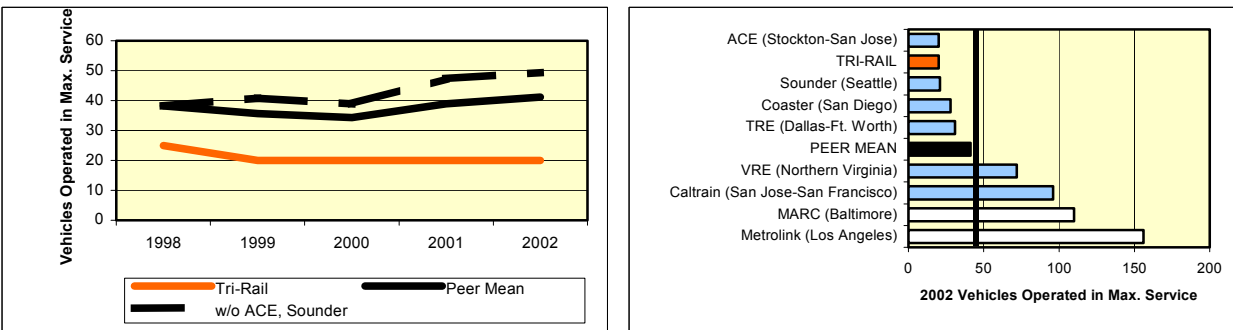 Vehicles Operated in Max. Service
60
50
40
30
20
10
0
1998 1999 2000 2001 2002
Tri-Rail Peer Mean
w/o ACE, Sounder
ACE (Stockton-San Jose)
TRI-RAIL
Sounder (Seattle)
Coaster (San Diego)
TRE (Dallas-Ft. Worth)
PEER MEAN
VRE (Northern Virginia)
Caltrain (San Jose-San Francisco)
MARC (Baltimore)
Metrolink (Los Angeles)
0 50 100 150 200
2002 Vehicles Operated in Max. Service